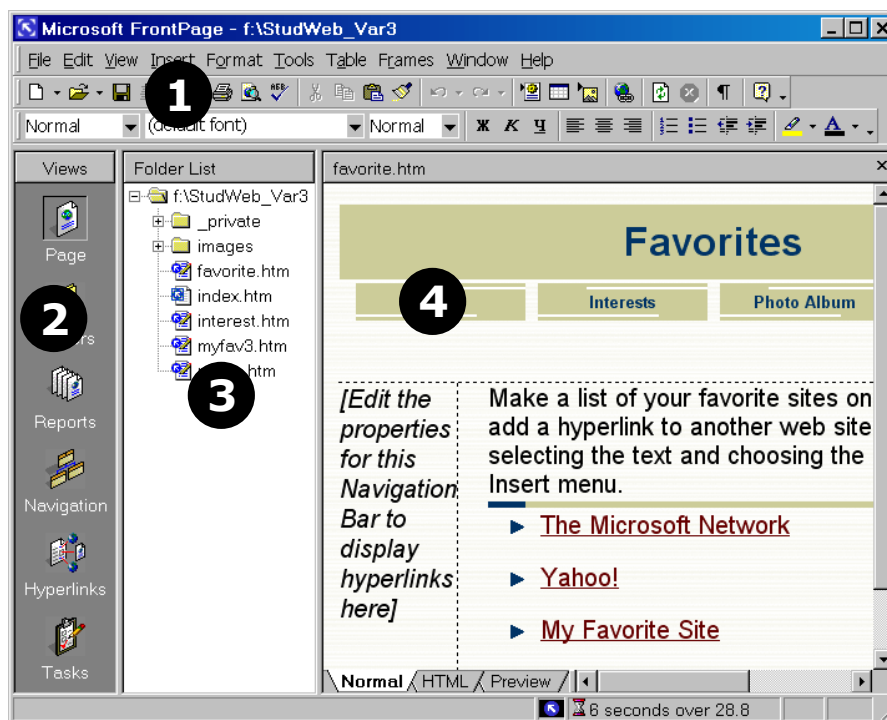 Microsoft FrontPage - f:\StudWeb_Var3
File Edit View Insert Format Tools Table Frames Window Help
1
Normal (default font) Normal Ж К Ч A
Views
Page
2
Reports
Navigation
Hyperlinks
Tasks
Folder List
f:\StudWeb_Var3
_private
images
favorite.htm
index.htm
interest.htm
myfav3.htm
.htm
3
favorite.htm
Favorites
4
Interests
Photo Album
[Edit the
properties
for this
Navigation
Bar to
display
hyperlinks
here]
Make a list of your favorite sites on
add a hyperlink to another web site
selecting the text and choosing the
Insert menu.
The Microsoft Network
Yahoo!
My Favorite Site
Normal HTML Preview
6 seconds over 28.8